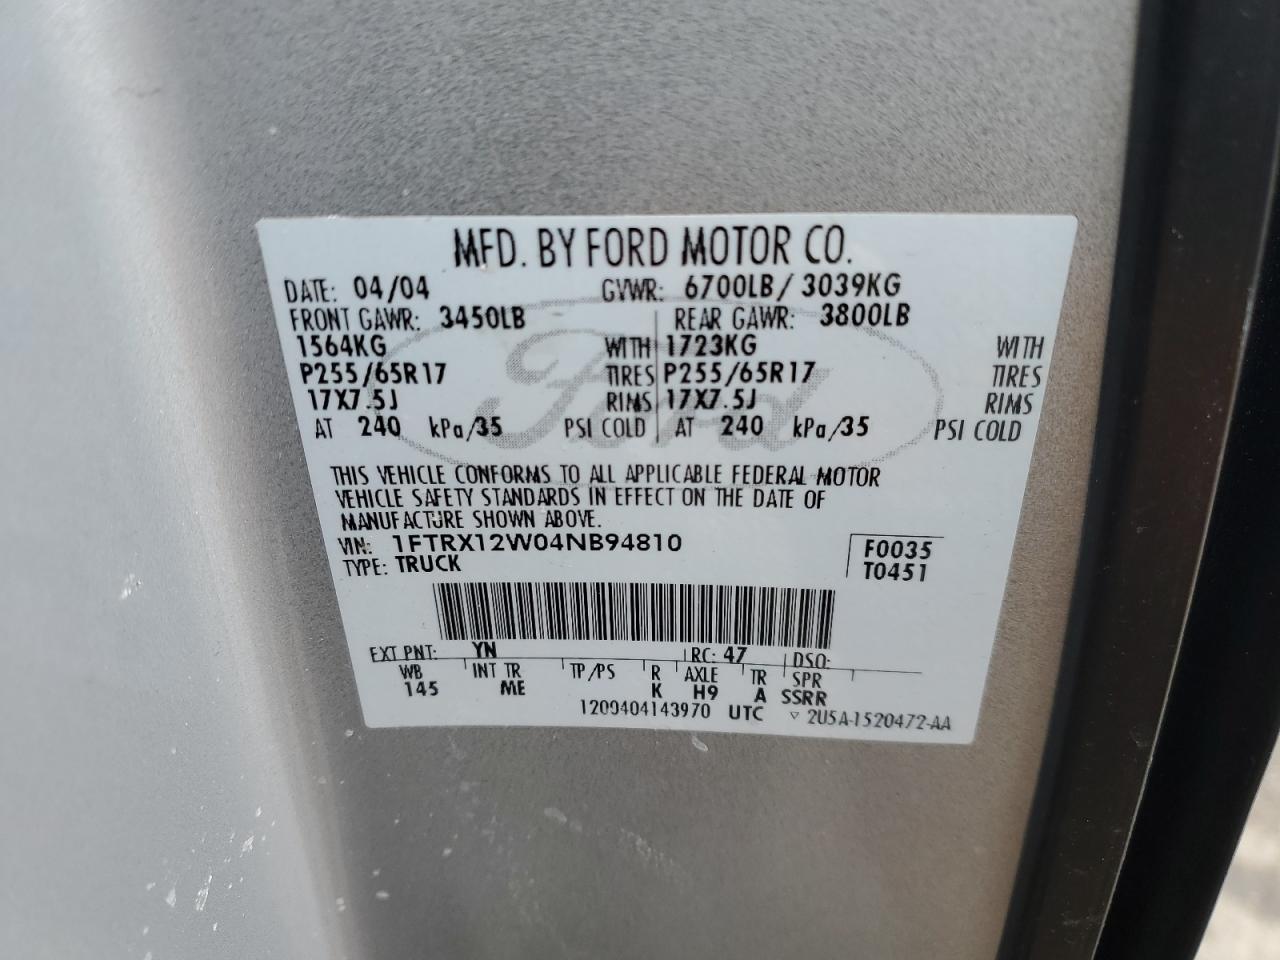 MFD. BY FORD MOTOR CO.
DATE: 04/04 GVWR: 6700LB/ 3039KG
FRONT GAWR: 3450LB REAR GAWR: 3800LB
1564KG WITH 1723KG WITH
P255/65R17 TIRES P255/65R17 TIRES
17X7.5J RIMS 17X7.5J RIMS
AT 240 kPa/35 PSI COLD AT 240 kPa/35 PSI COLD
Ford
THIS VEHICLE CONFORMS TO ALL APPLICABLE FEDERAL MOTOR
VEHICLE SAFETY STANDARDS IN EFFECT ON THE DATE OF
MANUFACTURE SHOWN ABOVE.
VIN: 1FTRX12W04NB94810 F0035
TYPE: TRUCK T0451
EXT PNT: YN RC: 47 DSO:
WB INT TR TP/PS R AXLE TR SPR
145 ME K H9 A SSRR
1200404143970 UTC ▽ 2U5A-1520472-AA